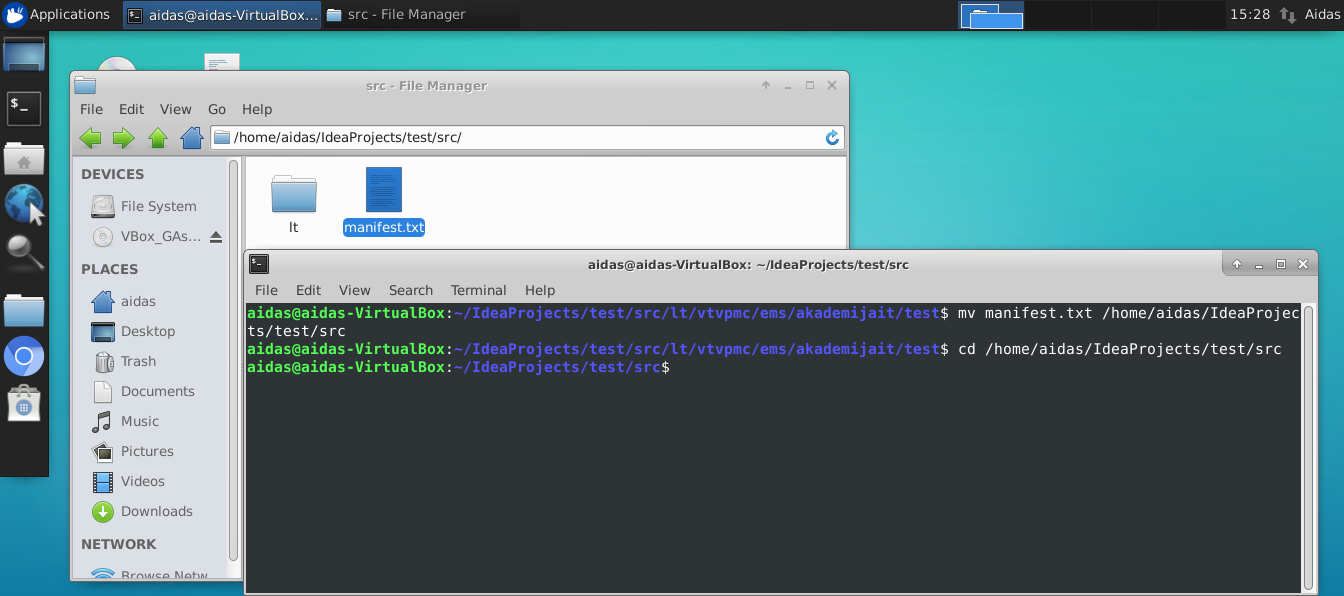 Applications
aidas@aidas-VirtualBox...
src - File Manager
15:28
Aidas
src - File Manager
File Edit View Go Help
/home/aidas/IdeaProjects/test/src/
DEVICES
File System
VBox_GAs...
PLACES
aidas
Desktop
Trash
Documents
Music
Pictures
Videos
Downloads
NETWORK
Browse Netw
lt
manifest.txt
aidas@aidas-VirtualBox: ~/IdeaProjects/test/src
File Edit View Search Terminal Help
aidas@aidas-VirtualBox:~/IdeaProjects/test/src/lt/vtvpmc/ems/akademijait/test$ mv manifest.txt /home/aidas/IdeaProjec
ts/test/src
aidas@aidas-VirtualBox:~/IdeaProjects/test/src/lt/vtvpmc/ems/akademijait/test$ cd /home/aidas/IdeaProjects/test/src
aidas@aidas-VirtualBox:~/IdeaProjects/test/src$